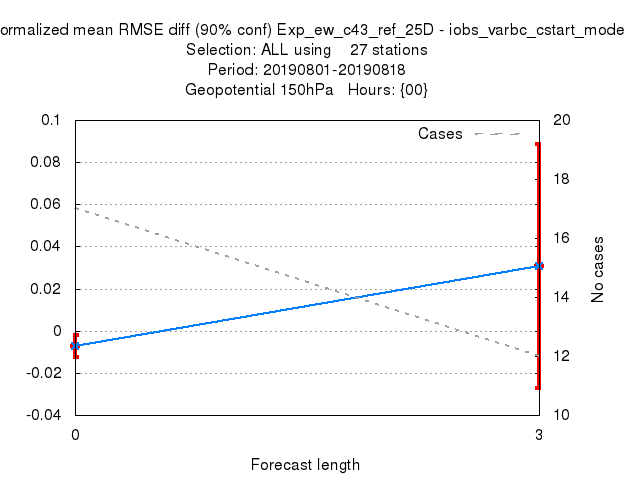 ormalized mean RMSE diff (90% conf) Exp_ew_c43_ref_25D - iobs_varbc_cstart_mode
Selection: ALL using 27 stations
Period: 20190801-20190818
Geopotential 150hPa Hours: {00}
Cases
0.1
0.08
0.06
0.04
0.02
0
-0.02
-0.04
20
18
16
14
12
10
No cases
0
3
Forecast length